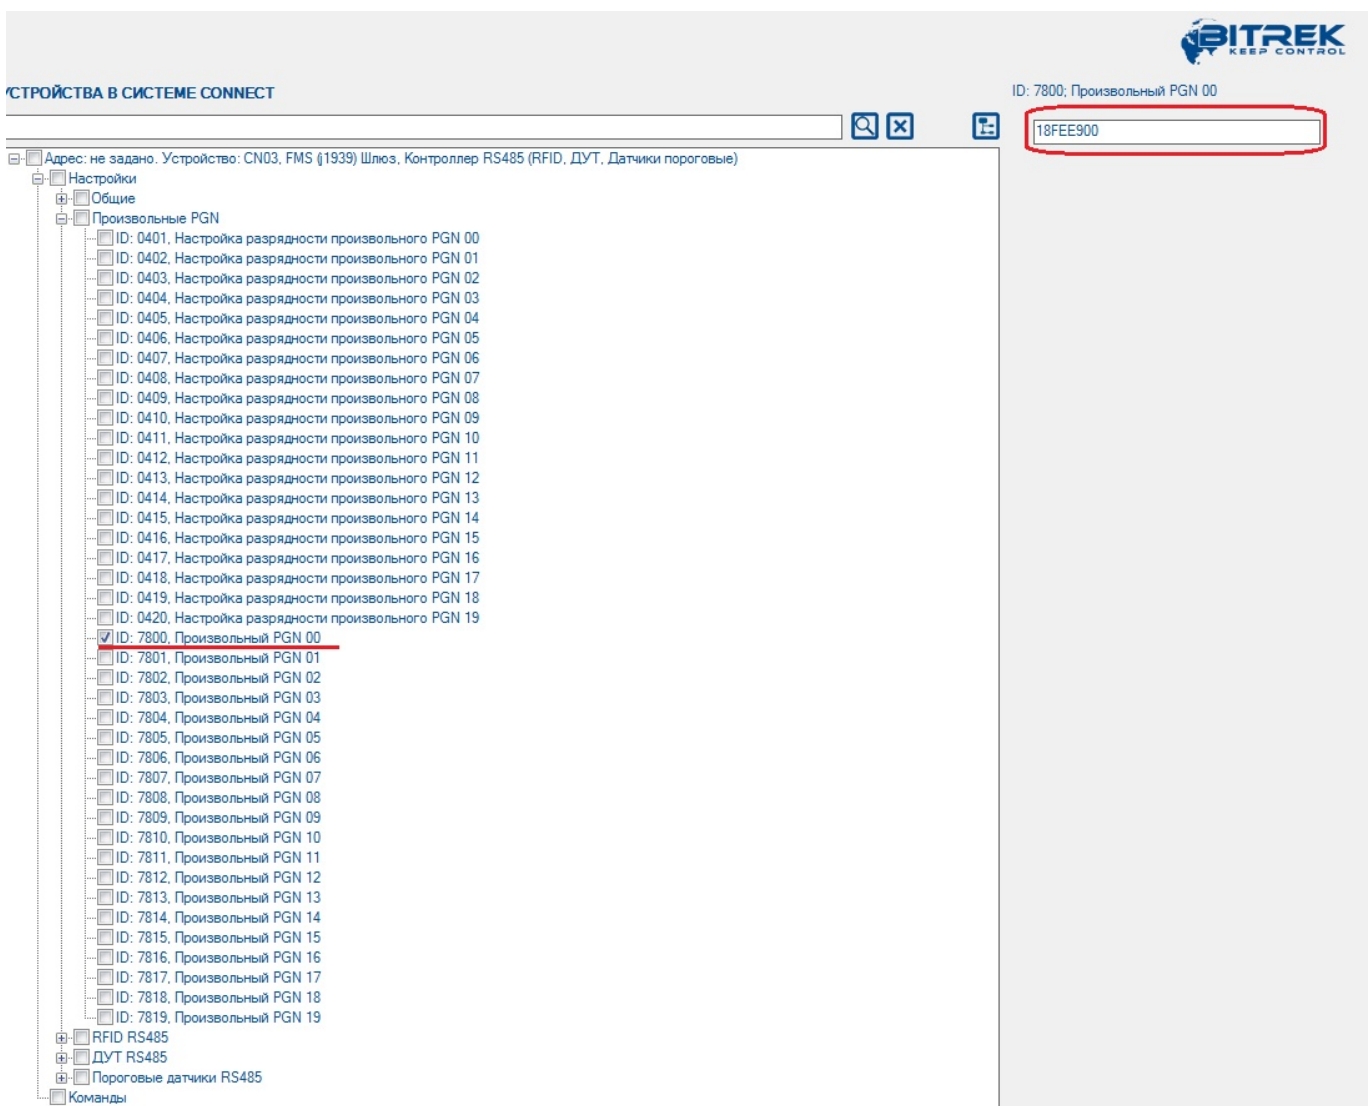 BITREK
KEEP CONTROL
УСТРОЙСТВА В СИСТЕМЕ CONNECT
ID: 7800; Произвольный PGN 00
18FEE900
Адрес: не задано. Устройство: CN03, FMS (j1939) Шлюз, Контроллер RS485 (RFID, ДУТ, Датчики пороговые)
Настройки
Общие
Произвольные PGN
ID: 0401, Настройка разрядности произвольного PGN 00
ID: 0402, Настройка разрядности произвольного PGN 01
ID: 0403, Настройка разрядности произвольного PGN 02
ID: 0404, Настройка разрядности произвольного PGN 03
ID: 0405, Настройка разрядности произвольного PGN 04
ID: 0406, Настройка разрядности произвольного PGN 05
ID: 0407, Настройка разрядности произвольного PGN 06
ID: 0408, Настройка разрядности произвольного PGN 07
ID: 0409, Настройка разрядности произвольного PGN 08
ID: 0410, Настройка разрядности произвольного PGN 09
ID: 0411, Настройка разрядности произвольного PGN 10
ID: 0412, Настройка разрядности произвольного PGN 11
ID: 0413, Настройка разрядности произвольного PGN 12
ID: 0414, Настройка разрядности произвольного PGN 13
ID: 0415, Настройка разрядности произвольного PGN 14
ID: 0416, Настройка разрядности произвольного PGN 15
ID: 0417, Настройка разрядности произвольного PGN 16
ID: 0418, Настройка разрядности произвольного PGN 17
ID: 0419, Настройка разрядности произвольного PGN 18
ID: 0420, Настройка разрядности произвольного PGN 19
ID: 7800, Произвольный PGN 00
ID: 7801, Произвольный PGN 01
ID: 7802, Произвольный PGN 02
ID: 7803, Произвольный PGN 03
ID: 7804, Произвольный PGN 04
ID: 7805, Произвольный PGN 05
ID: 7806, Произвольный PGN 06
ID: 7807, Произвольный PGN 07
ID: 7808, Произвольный PGN 08
ID: 7809, Произвольный PGN 09
ID: 7810, Произвольный PGN 10
ID: 7811, Произвольный PGN 11
ID: 7812, Произвольный PGN 12
ID: 7813, Произвольный PGN 13
ID: 7814, Произвольный PGN 14
ID: 7815, Произвольный PGN 15
ID: 7816, Произвольный PGN 16
ID: 7817, Произвольный PGN 17
ID: 7818, Произвольный PGN 18
ID: 7819, Произвольный PGN 19
RFID RS485
ДУТ RS485
Пороговые датчики RS485
Команды